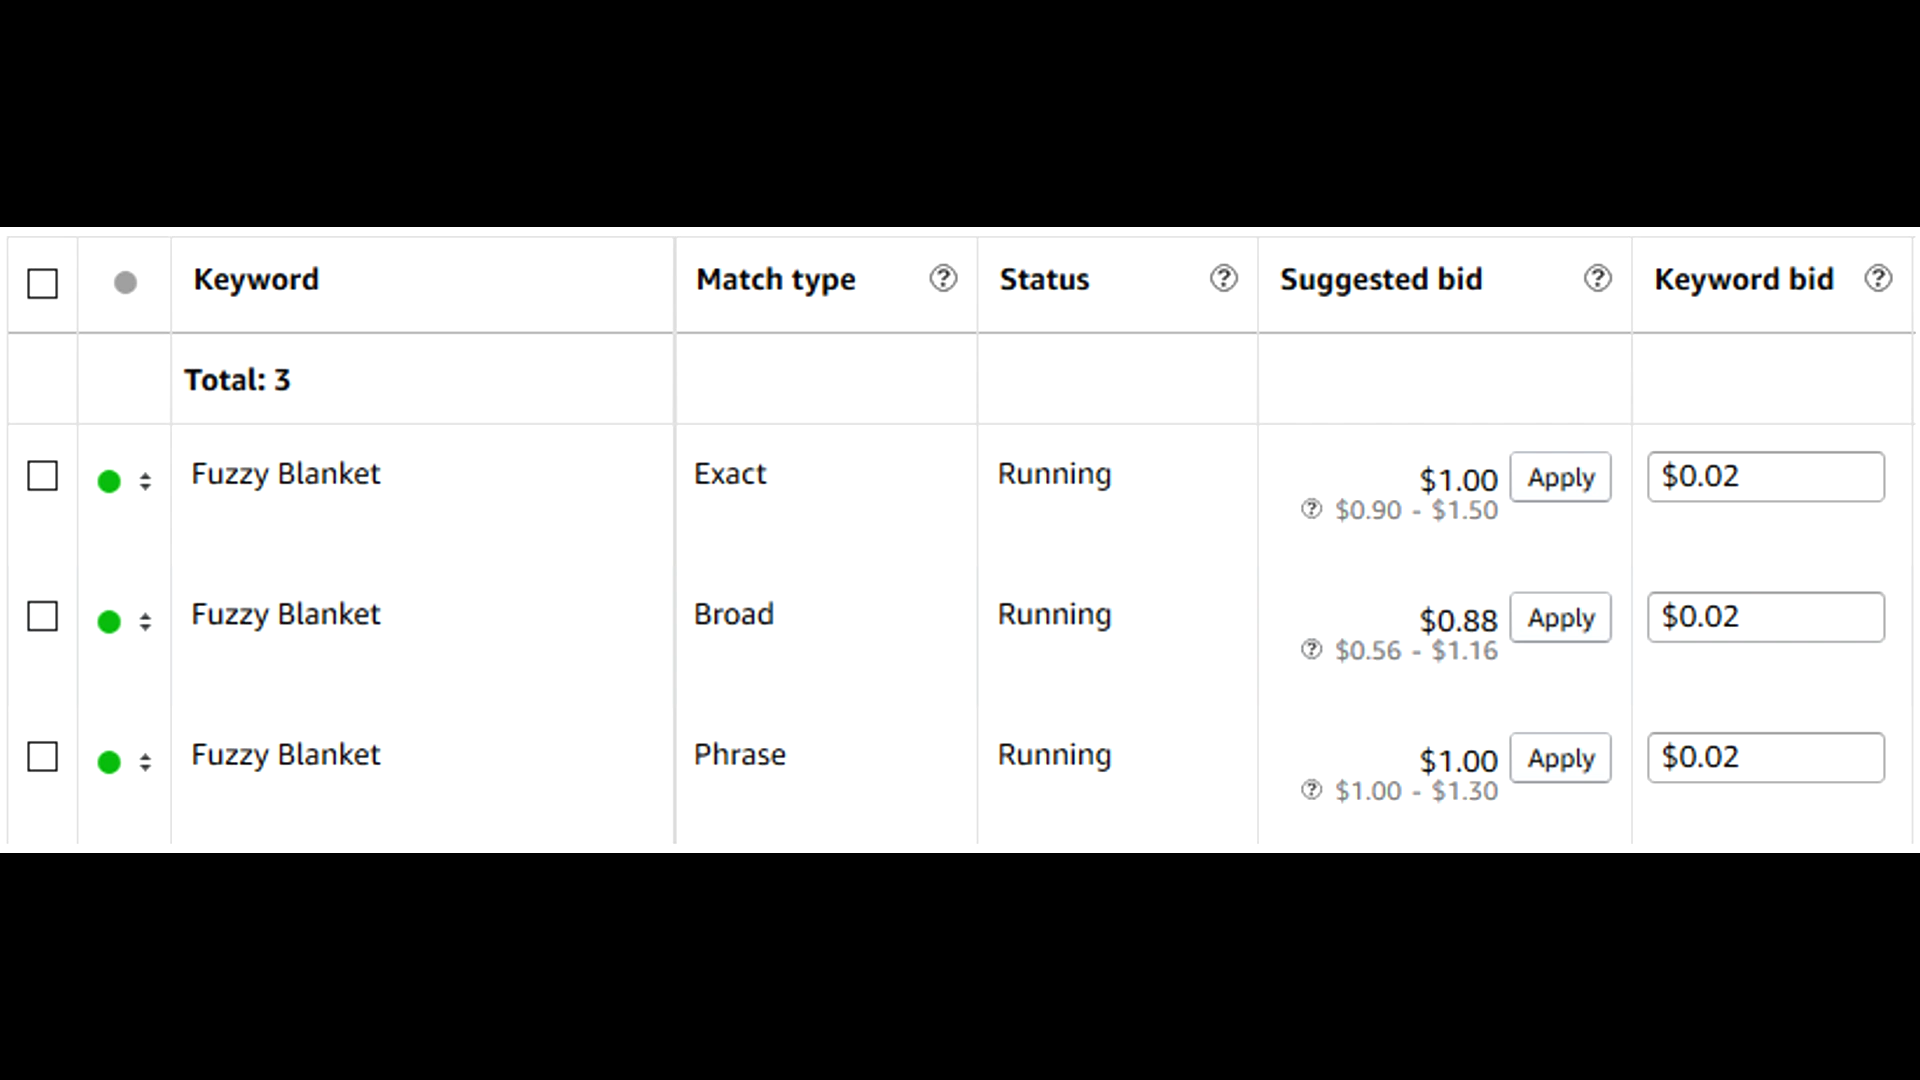 Keyword Match type ? Status ? Suggested bid ? Keyword bid ?
Total: 3
Fuzzy Blanket Exact Running $1.00 Apply $0.02
? $0.90 - $1.50
Fuzzy Blanket Broad Running $0.88 Apply $0.02
? $0.56 - $1.16
Fuzzy Blanket Phrase Running $1.00 Apply $0.02
? $1.00 - $1.30